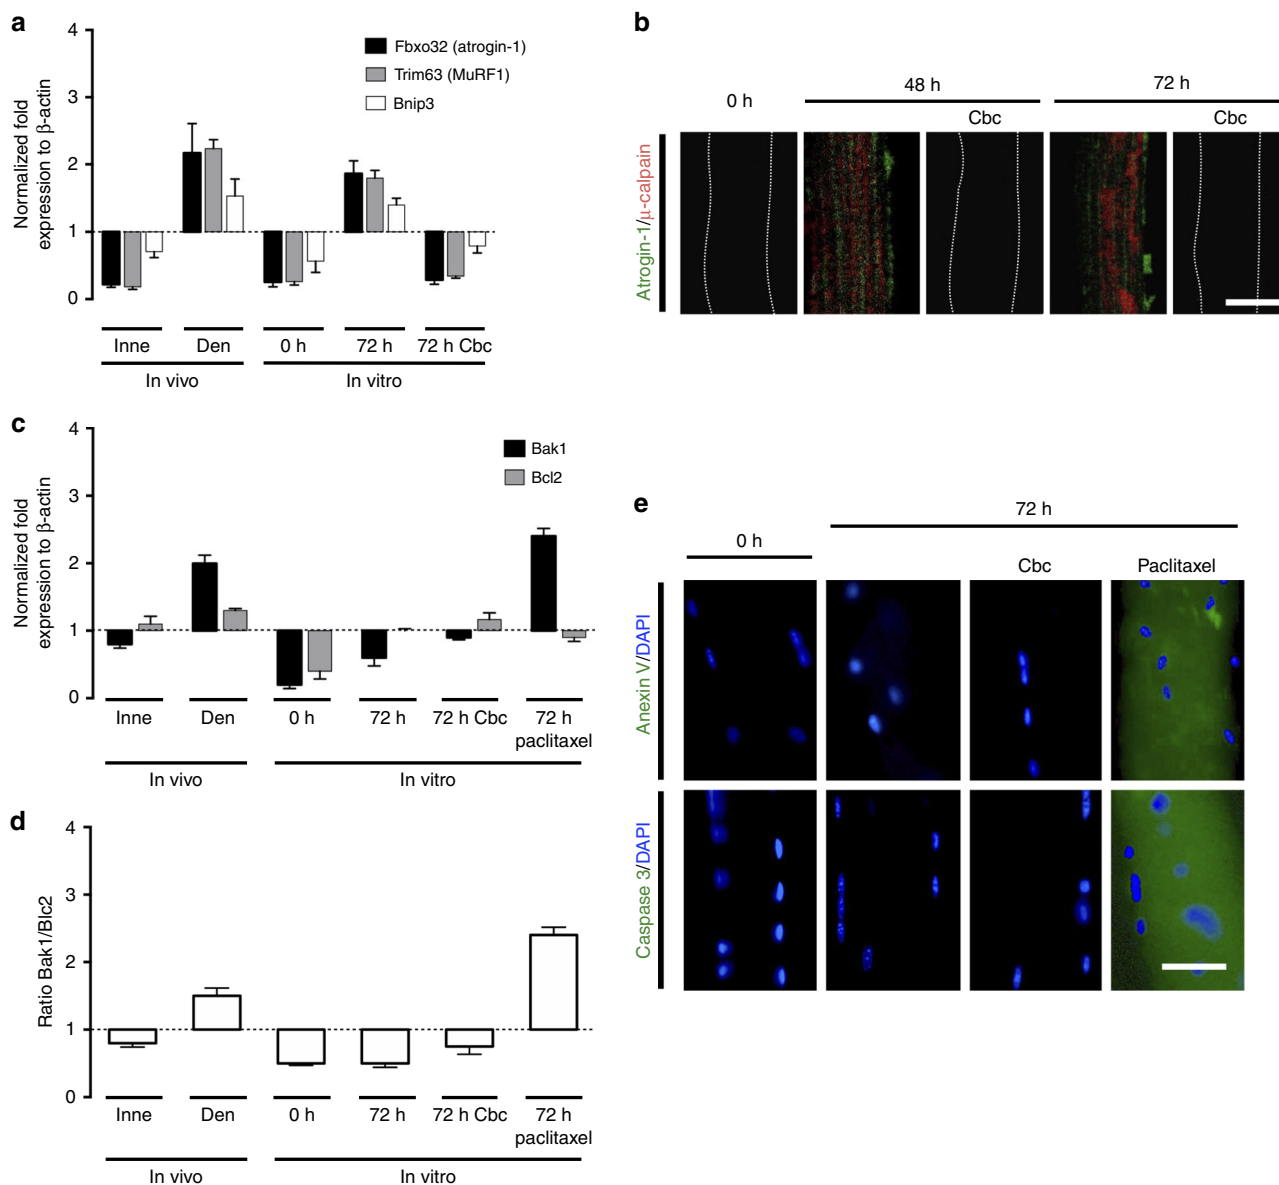 a
4
3
2
1
0
Normalized fold
expression to β-actin
Fbxo32 (atrogin-1)
Trim63 (MuRF1)
Bnip3
Inne
Den
0 h
72 h
72 h Cbc
In vivo
In vitro
b
0 h
48 h
72 h
Cbc
Cbc
Atrogin-1/μ-calpain
c
4
3
2
1
0
Normalized fold
expression to β-actin
Bak1
Bcl2
Inne
Den
0 h
72 h
72 h Cbc
72 h
paclitaxel
In vivo
In vitro
d
4
3
2
1
0
Ratio Bak1/Blc2
Inne
Den
0 h
72 h
72 h Cbc
72 h
paclitaxel
In vivo
In vitro
e
0 h
72 h
Cbc
Paclitaxel
Anexin V/DAPI
Caspase 3/DAPI